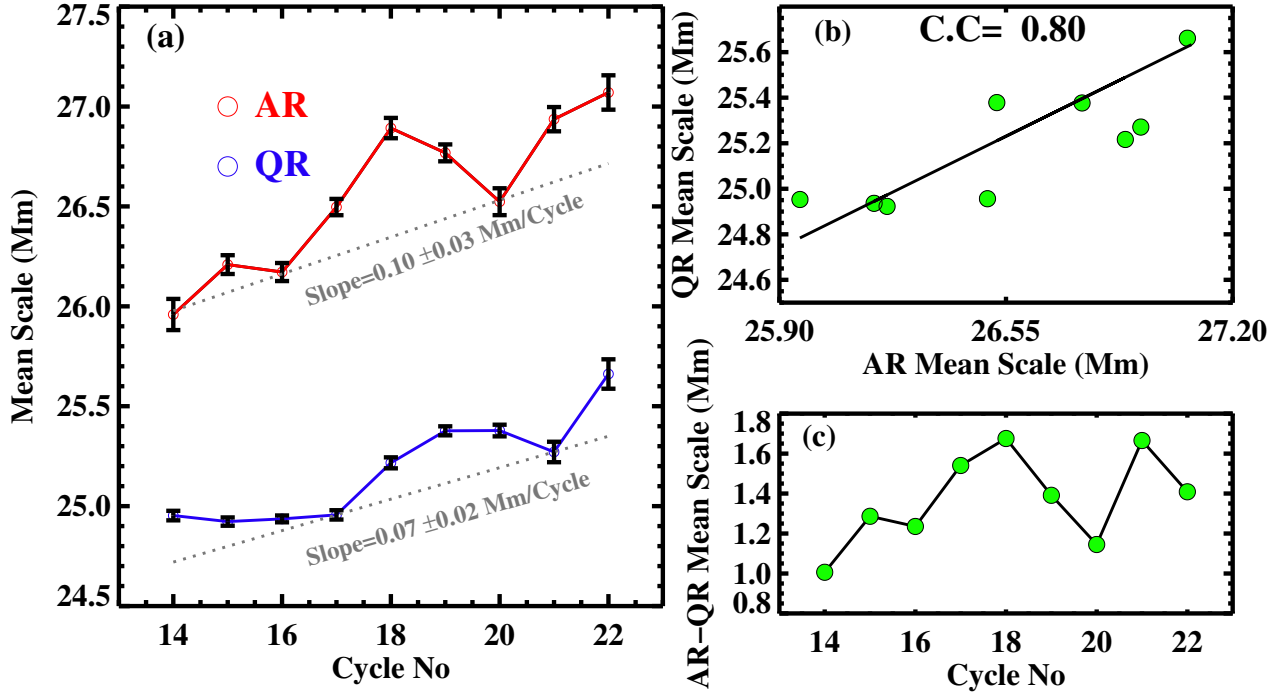 (a)
AR
QR
Slope=0.10 ±0.03 Mm/Cycle
Slope=0.07 ±0.02 Mm/Cycle
Mean Scale (Mm)
27.5
27.0
26.5
26.0
25.5
25.0
24.5
14 16 18 20 22
Cycle No
(b)
C.C= 0.80
QR Mean Scale (Mm)
25.6
25.4
25.2
25.0
24.8
24.6
25.90 26.55 27.20
AR Mean Scale (Mm)
(c)
AR−QR Mean Scale (Mm)
1.8
1.6
1.4
1.2
1.0
0.8
14 16 18 20 22
Cycle No